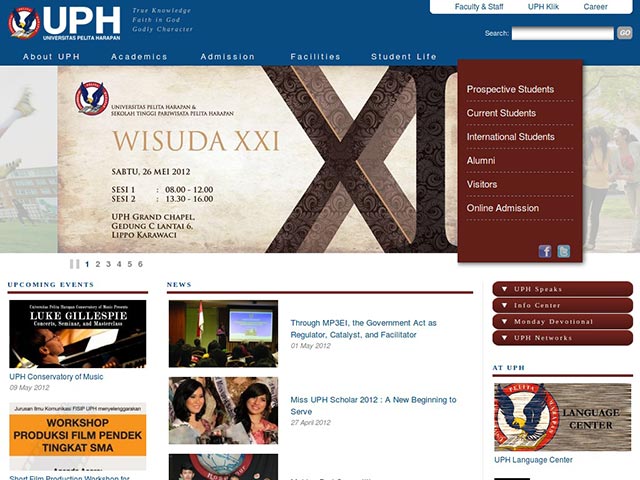 Faculty & Staff UPH Klik Career
UPH
UNIVERSITAS PELITA HARAPAN
True Knowledge
Faith in God
Godly Character
Search: GO
About UPH Academics Admission Facilities Student Life
UNIVERSITAS PELITA HARAPAN &
SEKOLAH TINGGI PARIWISATA PELITA HARAPAN
WISUDA XXI
SABTU, 26 MEI 2012
SESI 1 : 08.00 - 12.00
SESI 2 : 13.30 - 16.00
UPH GRAND CHAPEL,
GEDUNG C LANTAI 6,
LIPPO KARAWACI
XXI
Prospective Students
Current Students
International Students
Alumni
Visitors
Online Admission
1 2 3 4 5 6
UPCOMING EVENTS
Universitas Pelita Harapan Conservatory of Music Presents
LUKE GILLESPIE
Concerts, Seminar, and Masterclass
UPH Conservatory of Music
09 May 2012
Jurusan Ilmu Komunikasi FISIP UPH menyelenggarakan
WORKSHOP
PRODUKSI FILM PENDEK
TINGKAT SMA
Short Film Production Workshop for
NEWS
Through MP3EI, the Government Act as
Regulator, Catalyst, and Facilitator
01 May 2012
Miss UPH Scholar 2012 : A New Beginning to
Serve
27 April 2012
UPH Speaks
Info Center
Monday Devotional
UPH Networks
AT UPH
PELITA
LANGUAGE
CENTER
UPH Language Center